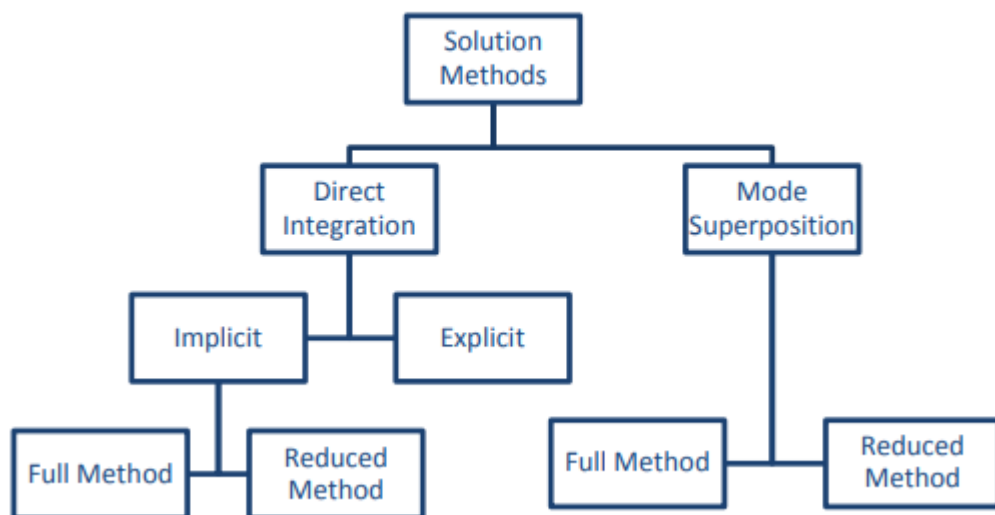 Solution
Methods
Direct
Integration
Mode
Superposition
Implicit
Explicit
Full Method
Reduced
Method
Full Method
Reduced
Method